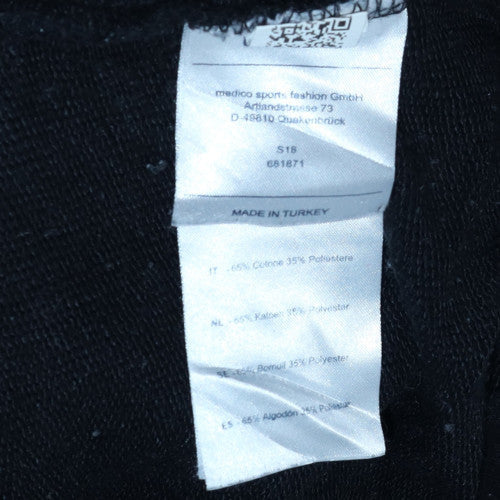 medico sports fashion GmbH
Artlandstrasse 73
D-49610 Quakenbrück
S18
681871
MADE IN TURKEY
IT - 65% Cotone 35% Poliestere
NL - 65% Katoen 35% Polyester
SE - 65% Bomull 35% Polyester
ES - 65% Algodón 35% Poliéster